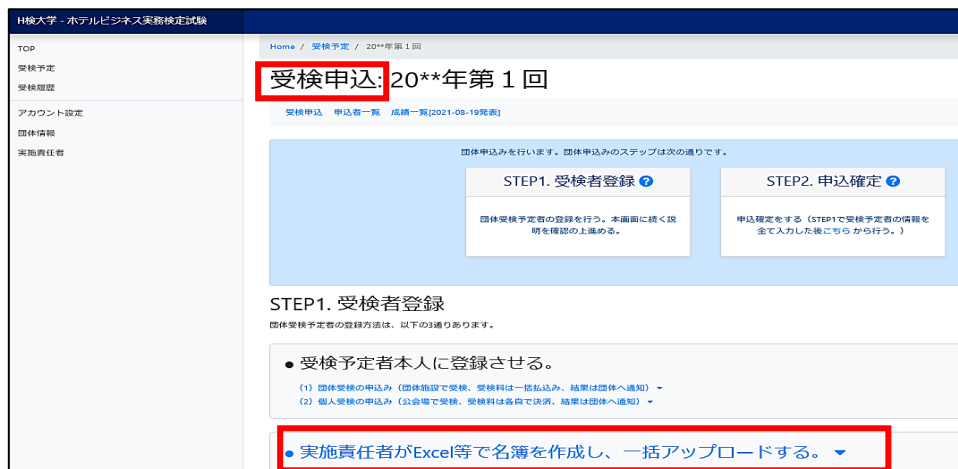 H検大学 - ホテルビジネス実務検定試験
TOP
受検予定
受検履歴
アカウント設定
団体情報
実施責任者
Home / 受検予定 / 20**年第1回
受検申込: 20**年第１回
受検申込 申込者一覧 成績一覧[2021-08-19発表]
団体申込みを行います。団体申込みのステップは次の通りです。
STEP1. 受検者登録 ?
団体受検予定者の登録を行う。本画面に続く説
明を確認の上進める。
STEP2. 申込確定 ?
申込確定をする（STEP1で受検予定者の情報を
全て入力した後こちら から行う。）
STEP1. 受検者登録
団体受検予定者の登録方法は、以下の3通りあります。
● 受検予定者本人に登録させる。
（1）団体受検の申込み（団体施設で受検、受検料は一括払込み、結果は団体へ通知）
（2）個人受検の申込み（公会場で受検、受検料は各自で決済、結果は団体へ通知）
● 実施責任者がExcel等で名簿を作成し、一括アップロードする。